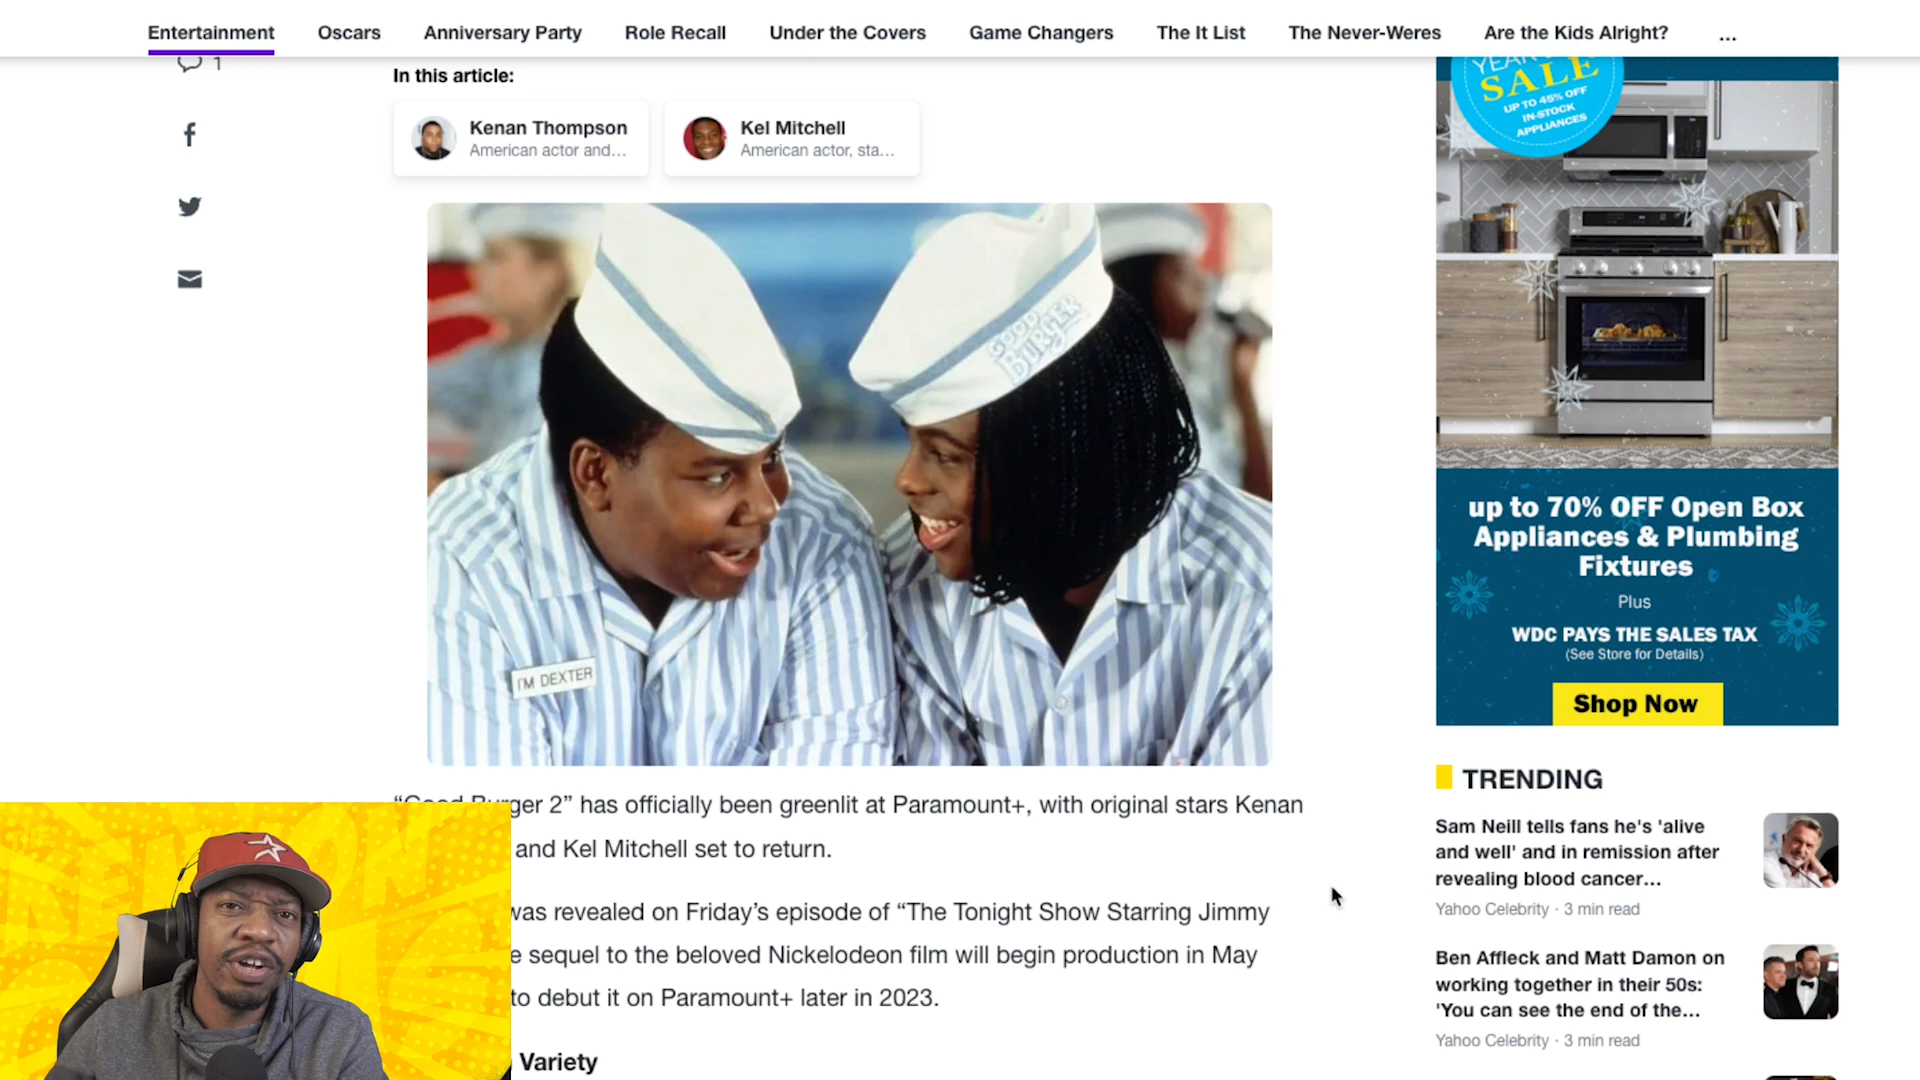 Entertainment Oscars Anniversary Party Role Recall Under the Covers Game Changers The It List The Never-Weres Are the Kids Alright? ...
1
In this article:
Kenan Thompson
American actor and...
Kel Mitchell
American actor, sta...
GOOD
BURGER
I'M DEXTER
“Good Burger 2” has officially been greenlit at Paramount+, with original stars Kenan
and Kel Mitchell set to return.
was revealed on Friday’s episode of “The Tonight Show Starring Jimmy
sequel to the beloved Nickelodeon film will begin production in May
to debut it on Paramount+ later in 2023.
Variety
YEAR
SALE
UP TO 45% OFF
IN-STOCK
APPLIANCES
up to 70% OFF Open Box
Appliances & Plumbing
Fixtures
Plus
WDC PAYS THE SALES TAX
(See Store for Details)
Shop Now
TRENDING
Sam Neill tells fans he's 'alive
and well' and in remission after
revealing blood cancer...
Yahoo Celebrity · 3 min read
Ben Affleck and Matt Damon on
working together in their 50s:
'You can see the end of the...
Yahoo Celebrity · 3 min read